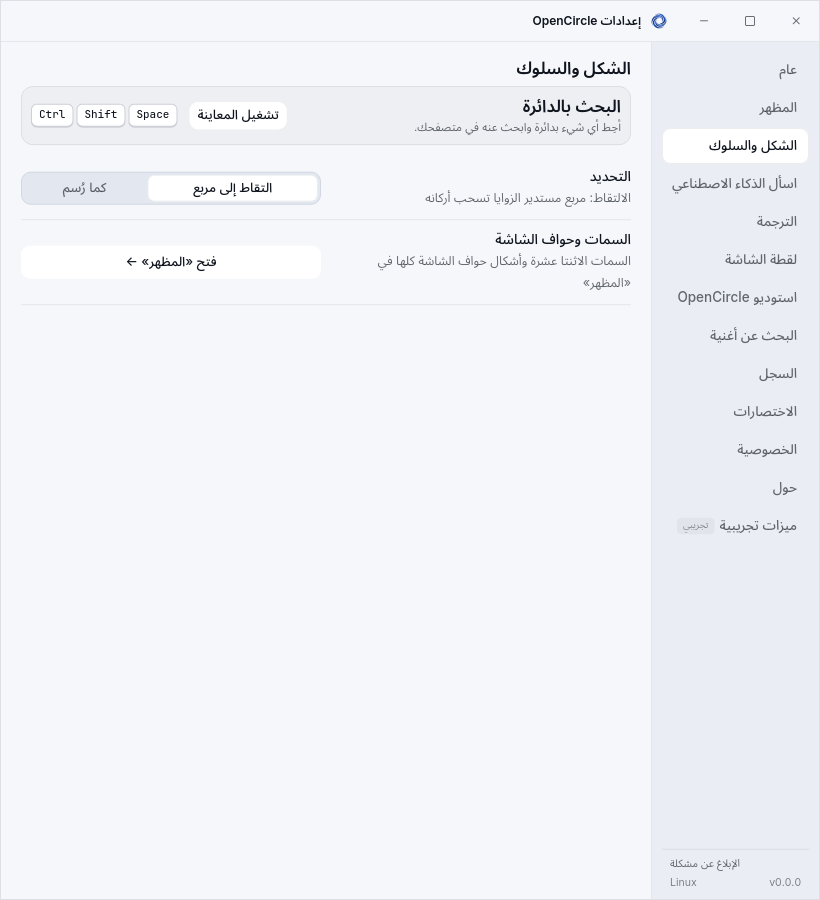 إعدادات OpenCircle
عام
المظهر
الشكل والسلوك
اسأل الذكاء الاصطناعي
الترجمة
لقطة الشاشة
استوديو OpenCircle
البحث عن أغنية
السجل
الاختصارات
الخصوصية
حول
ميزات تجريبية تجريبي
الإبلاغ عن مشكلة
v0.0.0 Linux
الشكل والسلوك
البحث بالدائرة
أحِط أي شيء بدائرة وابحث عنه في متصفحك.
تشغيل المعاينة
Ctrl Shift Space
التحديد
الالتقاط: مربع مستدير الزوايا تسحب أركانه
التقاط إلى مربع
كما رُسم
السمات وحواف الشاشة
السمات الاثنتا عشرة وأشكال حواف الشاشة كلها في
«المظهر»
فتح «المظهر» ←